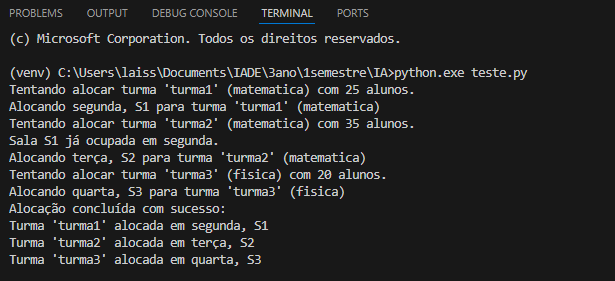 PROBLEMS OUTPUT DEBUG CONSOLE TERMINAL PORTS
(c) Microsoft Corporation. Todos os direitos reservados.
(venv) C:\Users\laiss\Documents\IADE\3ano\1semestre\IA>python.exe teste.py
Tentando alocar turma 'turma1' (matematica) com 25 alunos.
Alocando segunda, S1 para turma 'turma1' (matematica)
Tentando alocar turma 'turma2' (matematica) com 35 alunos.
Sala S1 já ocupada em segunda.
Alocando terça, S2 para turma 'turma2' (matematica)
Tentando alocar turma 'turma3' (fisica) com 20 alunos.
Alocando quarta, S3 para turma 'turma3' (fisica)
Alocação concluída com sucesso:
Turma 'turma1' alocada em segunda, S1
Turma 'turma2' alocada em terça, S2
Turma 'turma3' alocada em quarta, S3